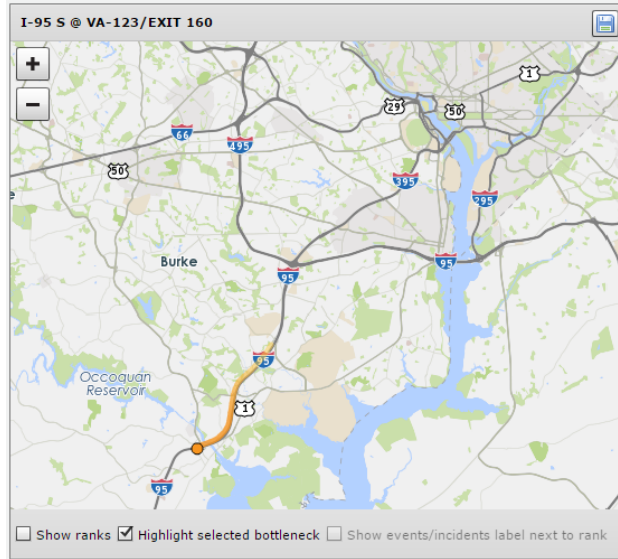 I-95 S @ VA-123/EXIT 160
+
−
1
29
50
66
495
50
395
295
e
Burke
95
95
95
Occoquan
Reservoir
1
95
Show ranks Highlight selected bottleneck Show events/incidents label next to rank